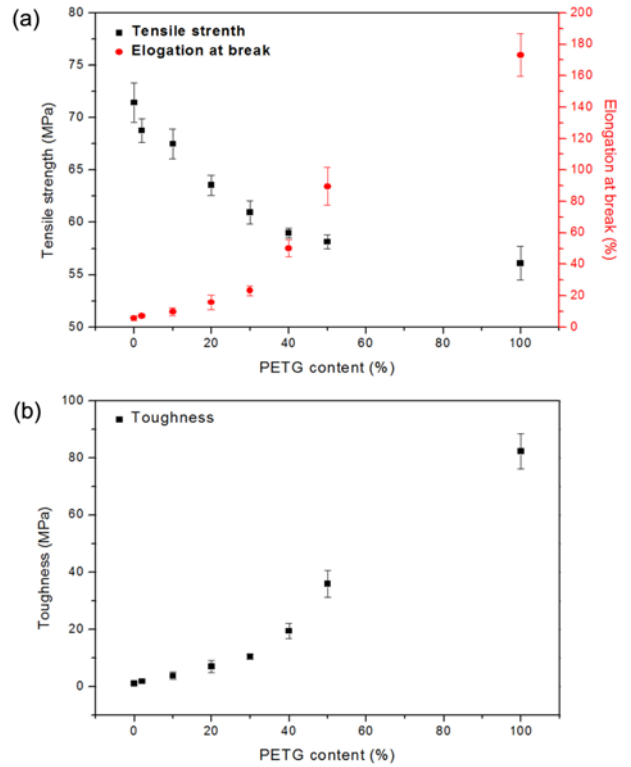 (a)
Tensile strenth
Elogation at break
80
75
70
65
60
55
50
Tensile strength (MPa)
200
180
160
140
120
100
80
60
40
20
0
Elongation at break (%)
0 20 40 60 80 100
PETG content (%)
(b)
Toughness
100
80
60
40
20
0
Toughness (MPa)
0 20 40 60 80 100
PETG content (%)